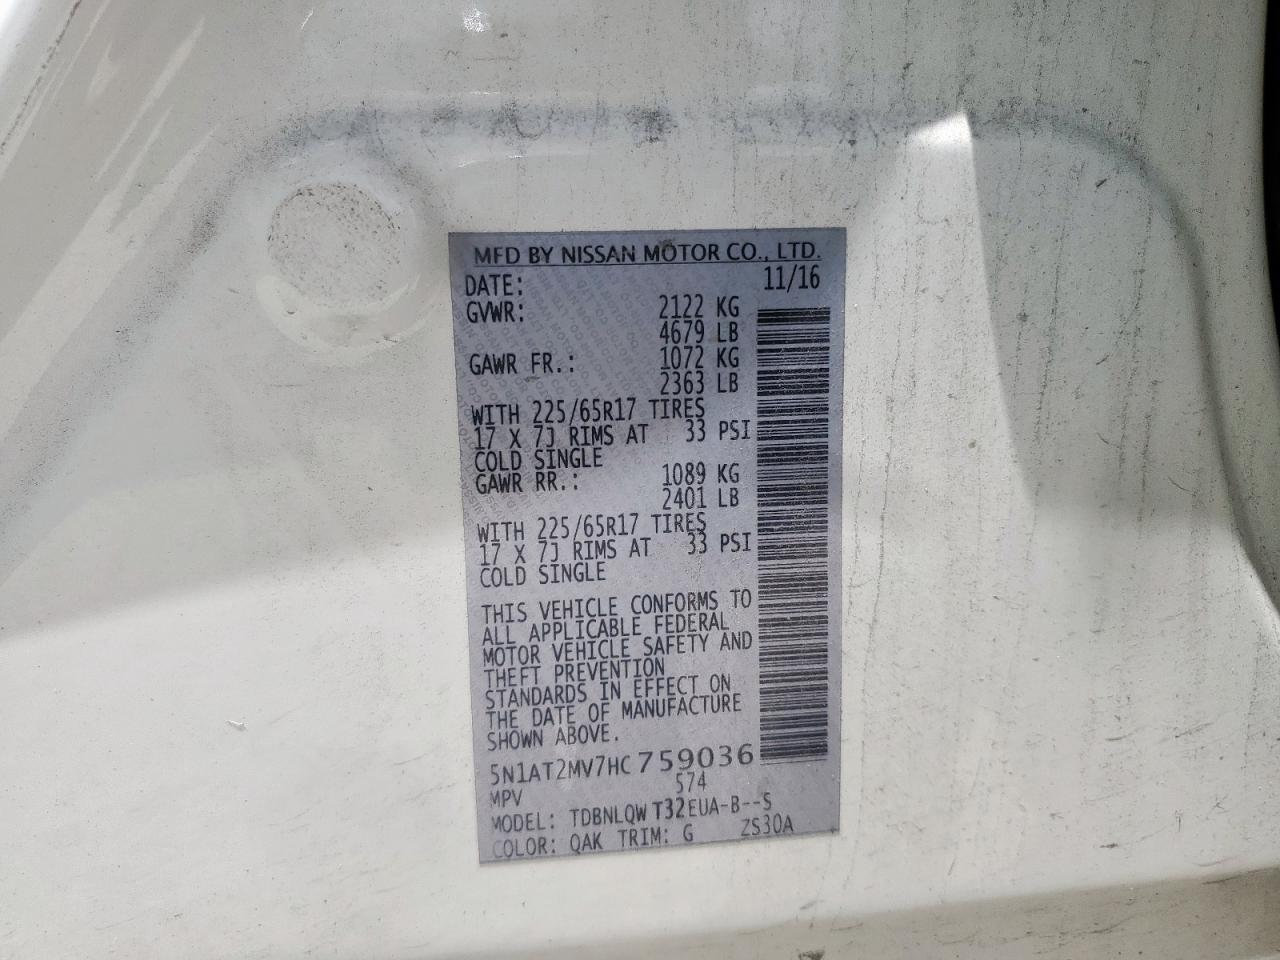 MFD BY NISSAN MOTOR CO., LTD.
DATE: 11/16
GVWR: 2122 KG
4679 LB
GAWR FR.: 1072 KG
2363 LB
WITH 225/65R17 TIRES
17 X 7J RIMS AT 33 PSI
COLD SINGLE
GAWR RR.: 1089 KG
2401 LB
WITH 225/65R17 TIRES
17 X 7J RIMS AT 33 PSI
COLD SINGLE
THIS VEHICLE CONFORMS TO
ALL APPLICABLE FEDERAL
MOTOR VEHICLE SAFETY AND
THEFT PREVENTION
STANDARDS IN EFFECT ON
THE DATE OF MANUFACTURE
SHOWN ABOVE.
5N1AT2MV7HC759036
MPV 574
MODEL: TDBNLQWT32EUA-B--S
COLOR: QAK TRIM: G ZS30A